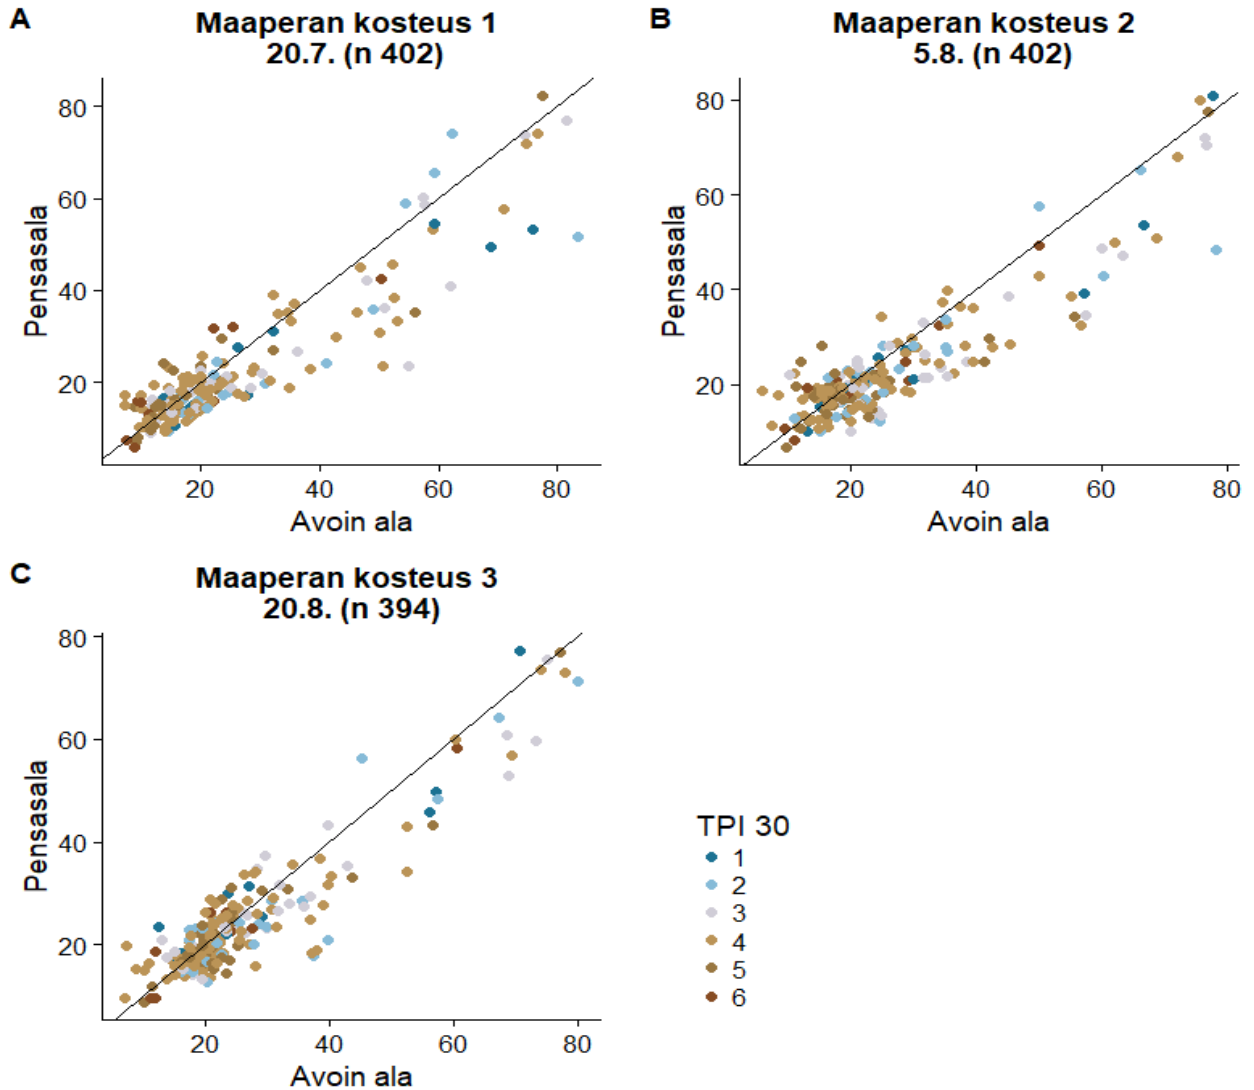 A
Maaperan kosteus 1
20.7. (n 402)
Pensasala
80
60
40
20
20 40 60 80
Avoin ala
B
Maaperan kosteus 2
5.8. (n 402)
Pensasala
80
60
40
20
20 40 60 80
Avoin ala
C
Maaperan kosteus 3
20.8. (n 394)
Pensasala
80
60
40
20
20 40 60 80
Avoin ala
TPI 30
1
2
3
4
5
6